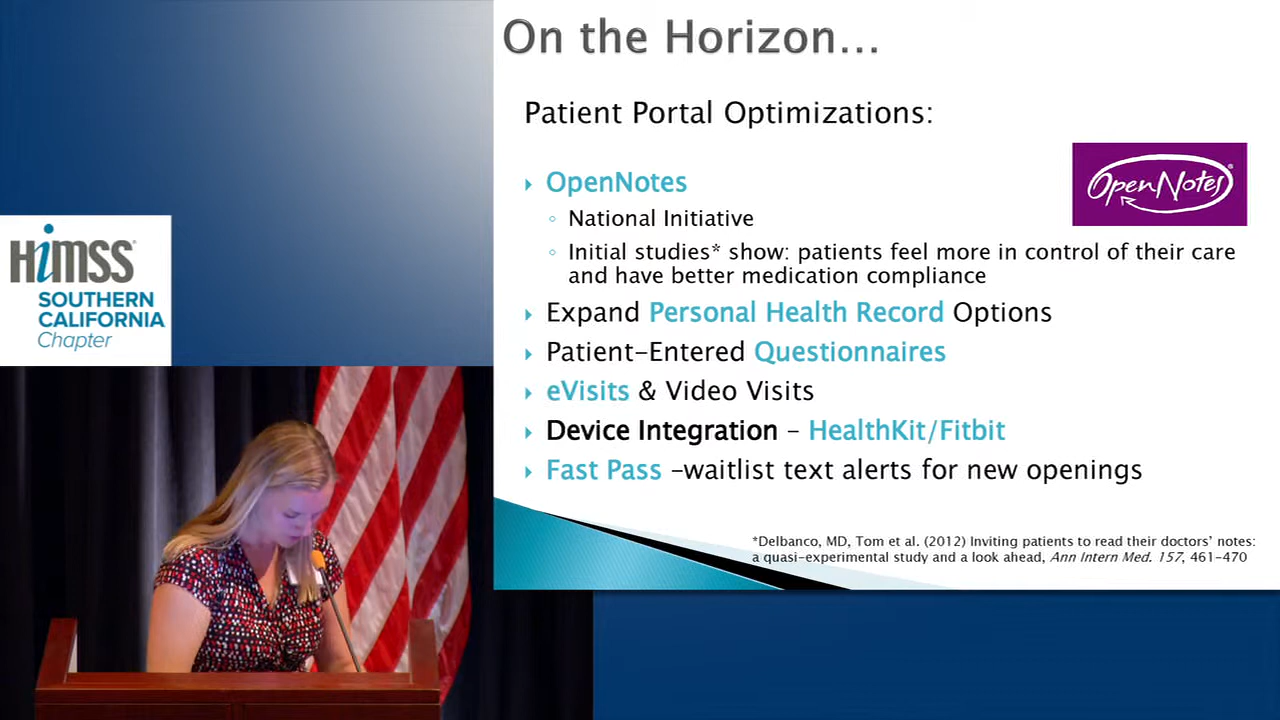 On the Horizon...
Patient Portal Optimizations:
OpenNotes
OpenNotes®
National Initiative
Initial studies* show: patients feel more in control of their care
and have better medication compliance
HiMSS®
SOUTHERN
CALIFORNIA
Chapter
Expand Personal Health Record Options
Patient-Entered Questionnaires
eVisits & Video Visits
Device Integration – HealthKit/Fitbit
Fast Pass –waitlist text alerts for new openings
*Delbanco, MD, Tom et al. (2012) Inviting patients to read their doctors' notes:
a quasi-experimental study and a look ahead, Ann Intern Med. 157, 461-470